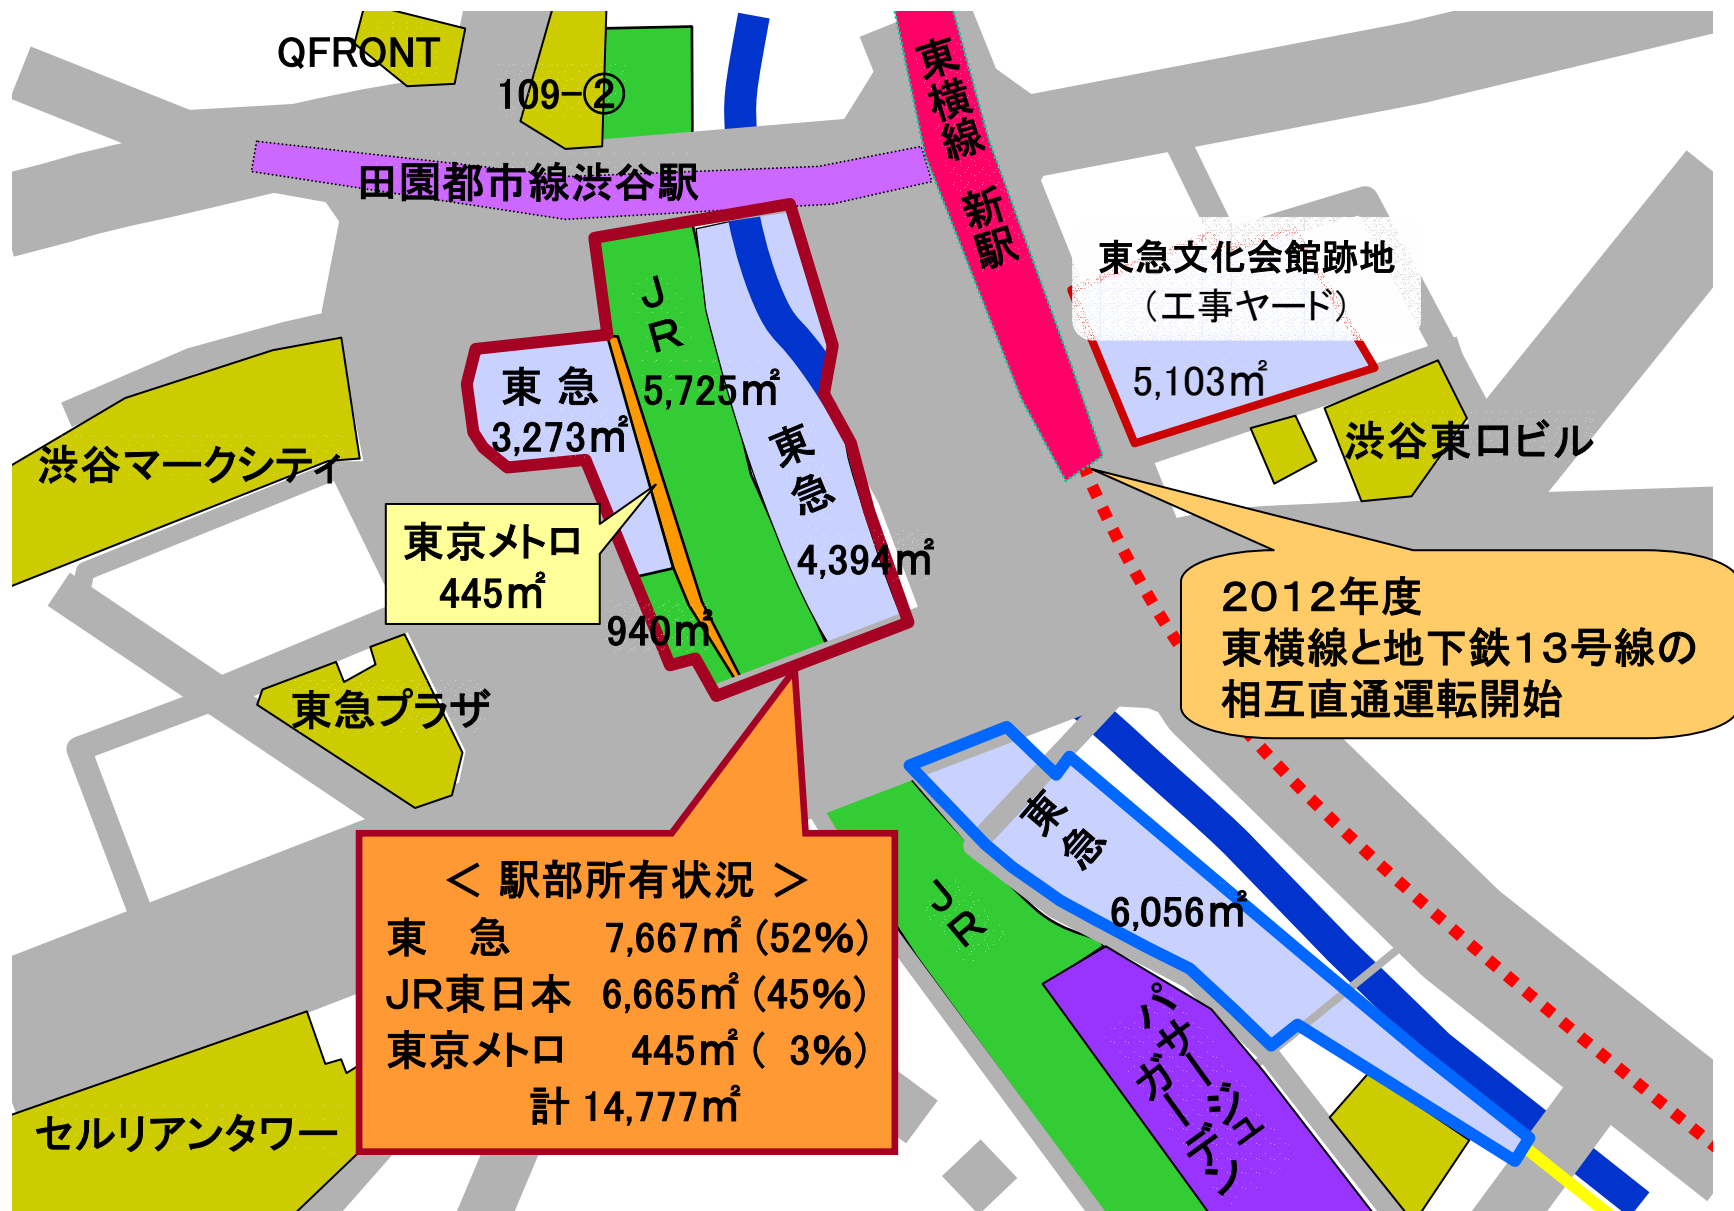 QFRONT
109-②
田園都市線渋谷駅
東横線 新駅
東急文化会館跡地
（工事ヤード）
5,103㎡
渋谷東口ビル
JR
5,725㎡
東急
3,273㎡
東急
4,394㎡
東京メトロ
445㎡
940㎡
渋谷マークシティ
東急プラザ
2012年度
東横線と地下鉄13号線の
相互直通運転開始
＜ 駅部所有状況 ＞
東　急 7,667㎡ (52%)
JR東日本 6,665㎡ (45%)
東京メトロ 445㎡ ( 3%)
計 14,777㎡
東急
6,056㎡
JR
パサージュ
ガーデン
セルリアンタワー